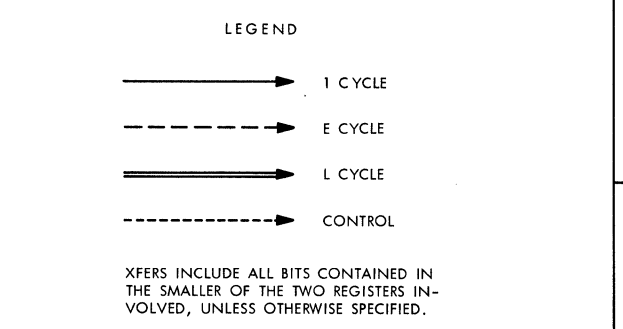 LEGEND
1 CYCLE
E CYCLE
L CYCLE
CONTROL
XFERS INCLUDE ALL BITS CONTAINED IN
THE SMALLER OF THE TWO REGISTERS IN-
VOLVED, UNLESS OTHERWISE SPECIFIED.